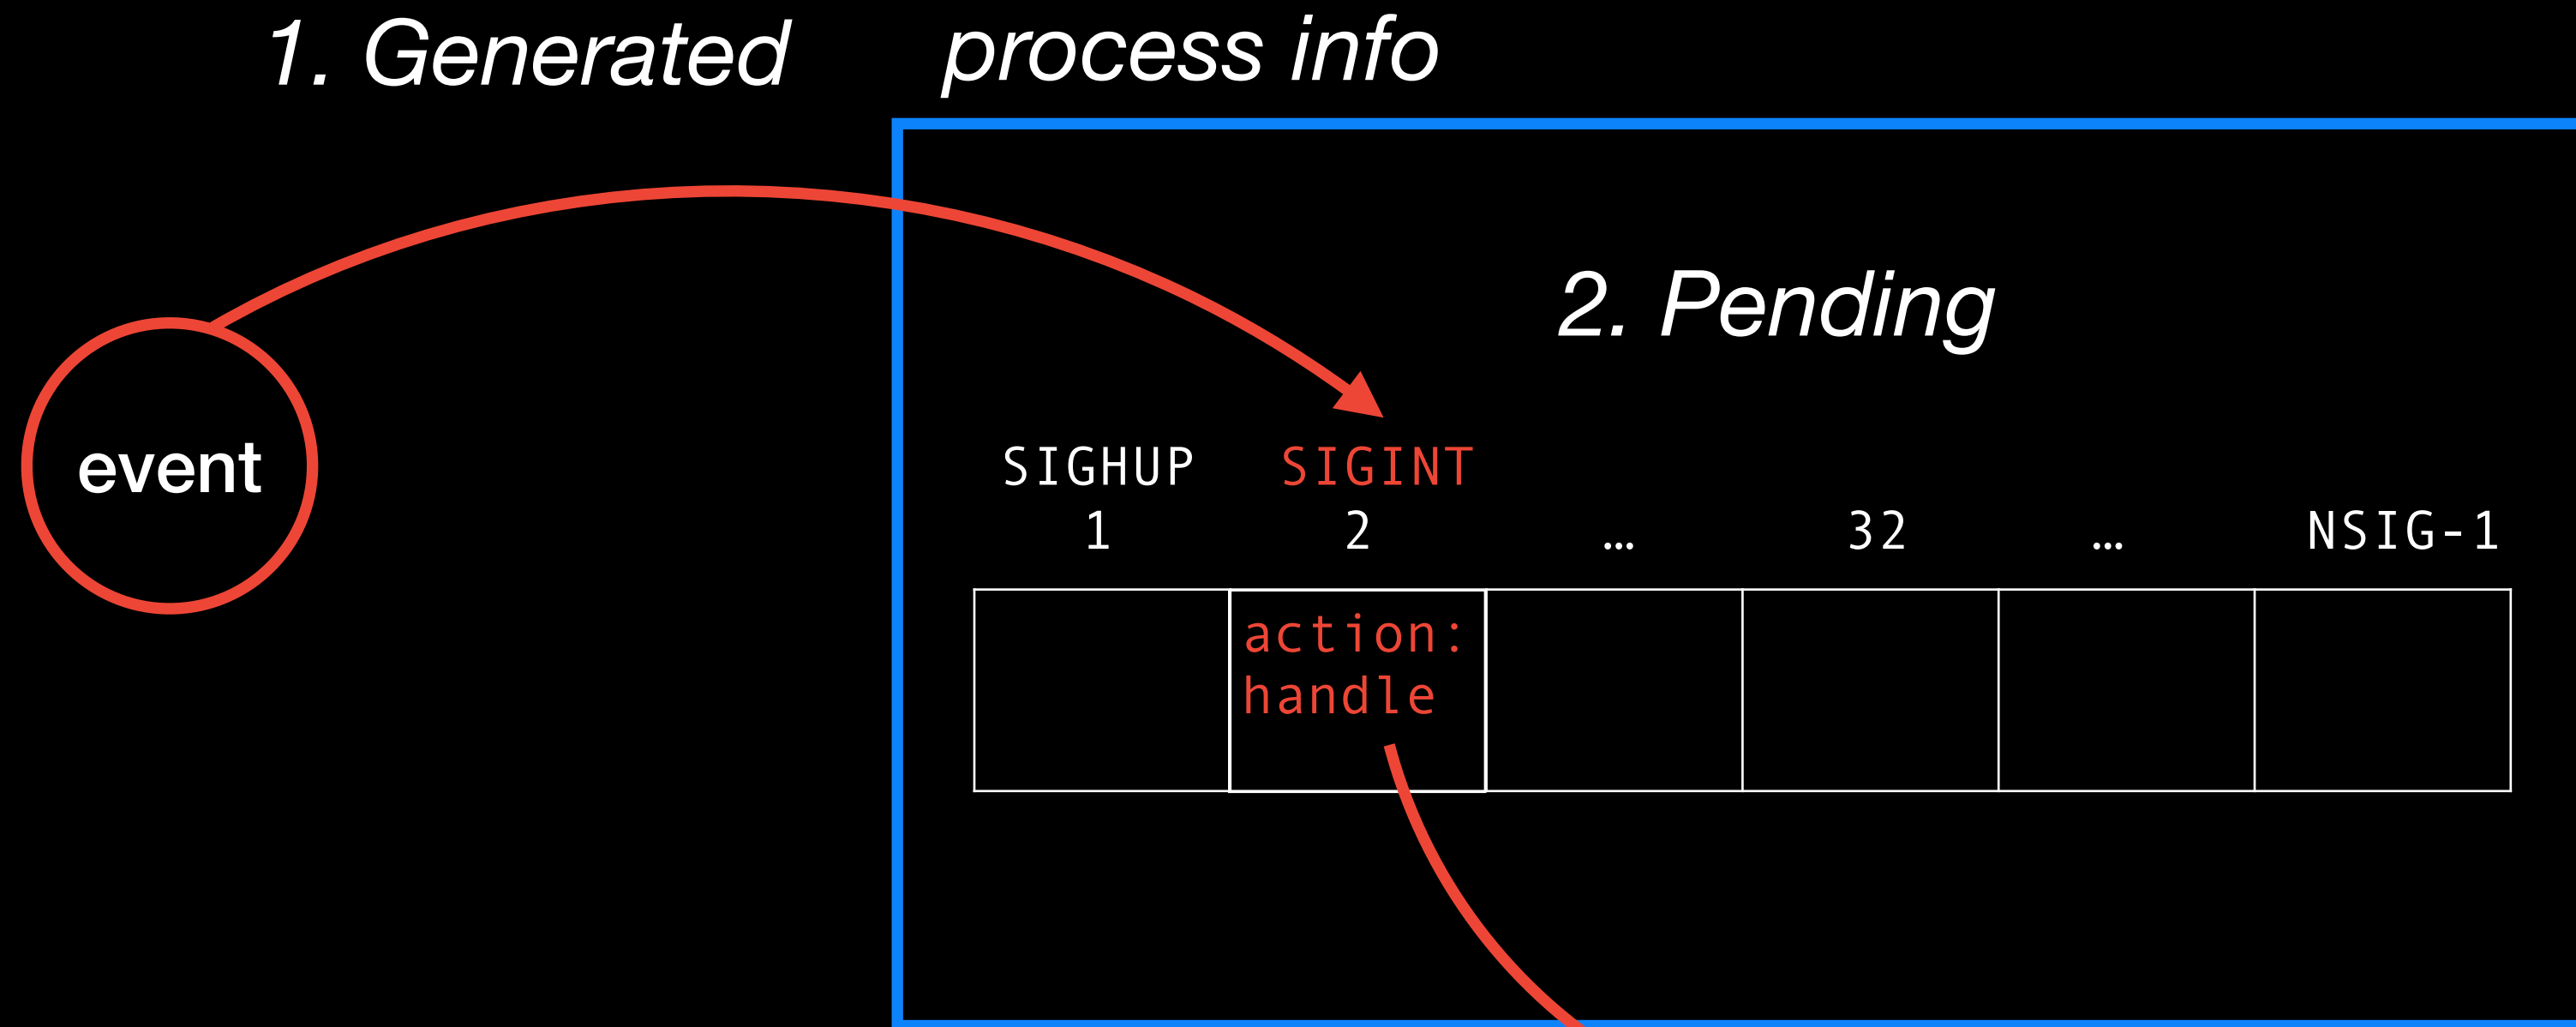 1. Generated
process info
2. Pending
event
SIGHUP
SIGINT
1
2
…
32
…
NSIG-1
action:
handle